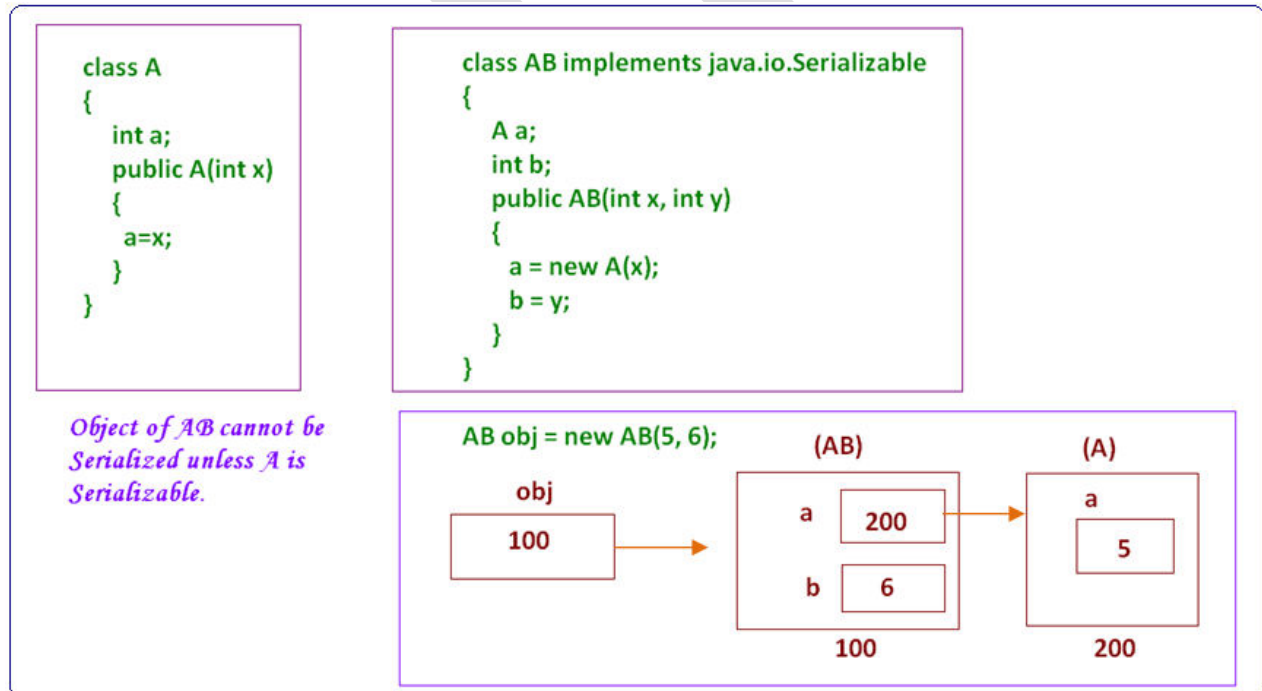 class A
{
int a;
public A(int x)
{
a=x;
}
}
class AB implements java.io.Serializable
{
A a;
int b;
public AB(int x, int y)
{
a = new A(x);
b = y;
}
}
Object of AB cannot be
Serialized unless A is
Serializable.
AB obj = new AB(5, 6);
obj
100
(AB)
a 200
b 6
100
(A)
a
5
200